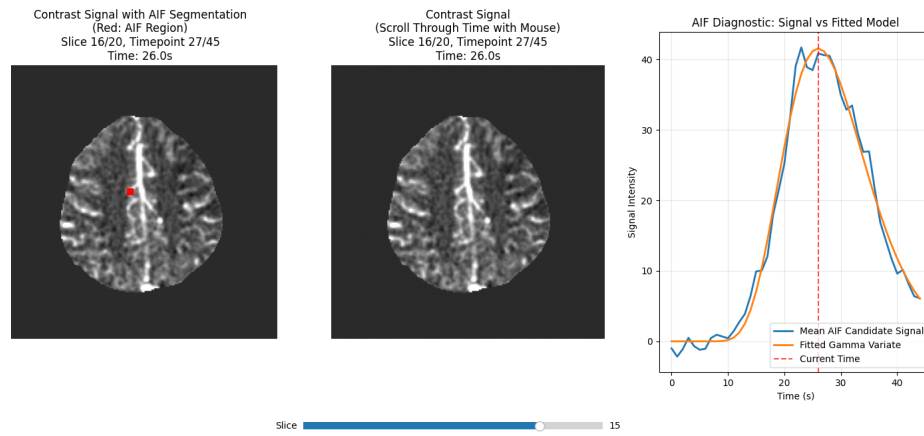 Contrast Signal with AIF Segmentation
(Red: AIF Region)
Slice 16/20, Timepoint 27/45
Time: 26.0s
Contrast Signal
(Scroll Through Time with Mouse)
Slice 16/20, Timepoint 27/45
Time: 26.0s
AIF Diagnostic: Signal vs Fitted Model
Signal Intensity
40
30
20
10
0
Mean AIF Candidate Signal
Fitted Gamma Variate
Current Time
0
10
20
30
40
Time (s)
Slice
15